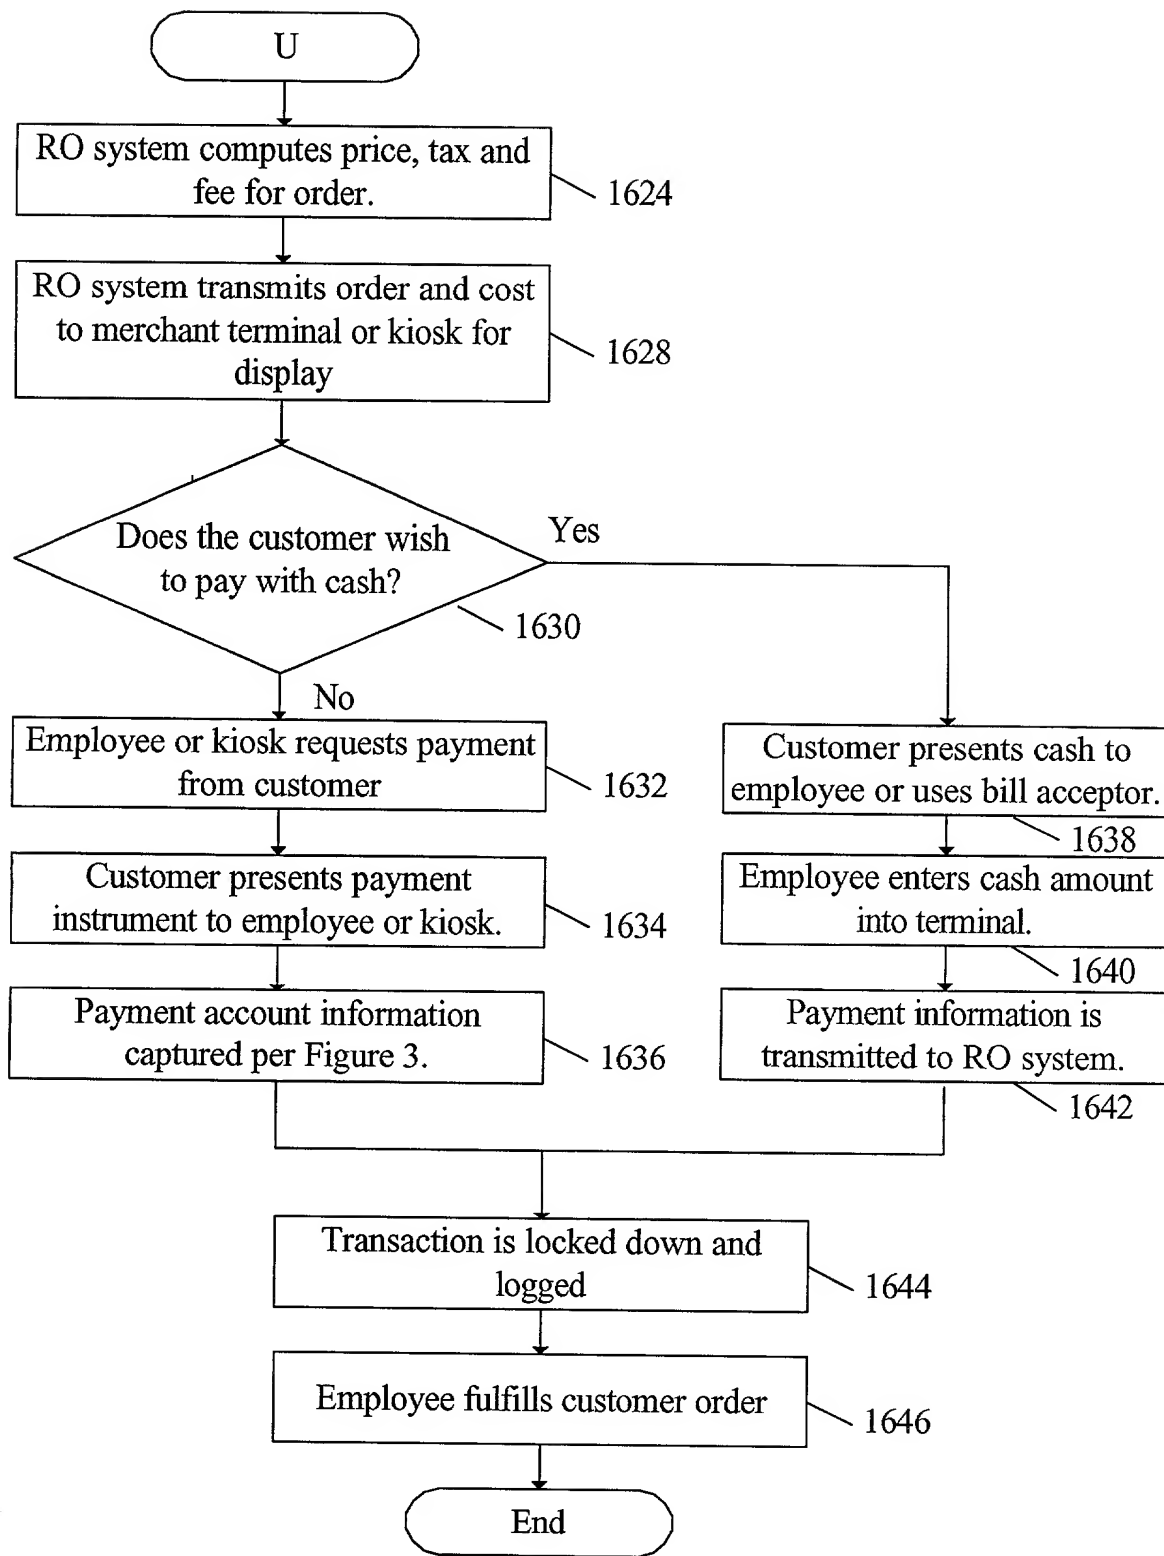 U
RO system computes price, tax and
fee for order.
1624
RO system transmits order and cost
to merchant terminal or kiosk for
display
1628
Does the customer wish
to pay with cash?
Yes
1630
No
Employee or kiosk requests payment
from customer
1632
Customer presents payment
instrument to employee or kiosk.
1634
Payment account information
captured per Figure 3.
1636
Customer presents cash to
employee or uses bill acceptor.
1638
Employee enters cash amount
into terminal.
1640
Payment information is
transmitted to RO system.
1642
Transaction is locked down and
logged
1644
Employee fulfills customer order
1646
End